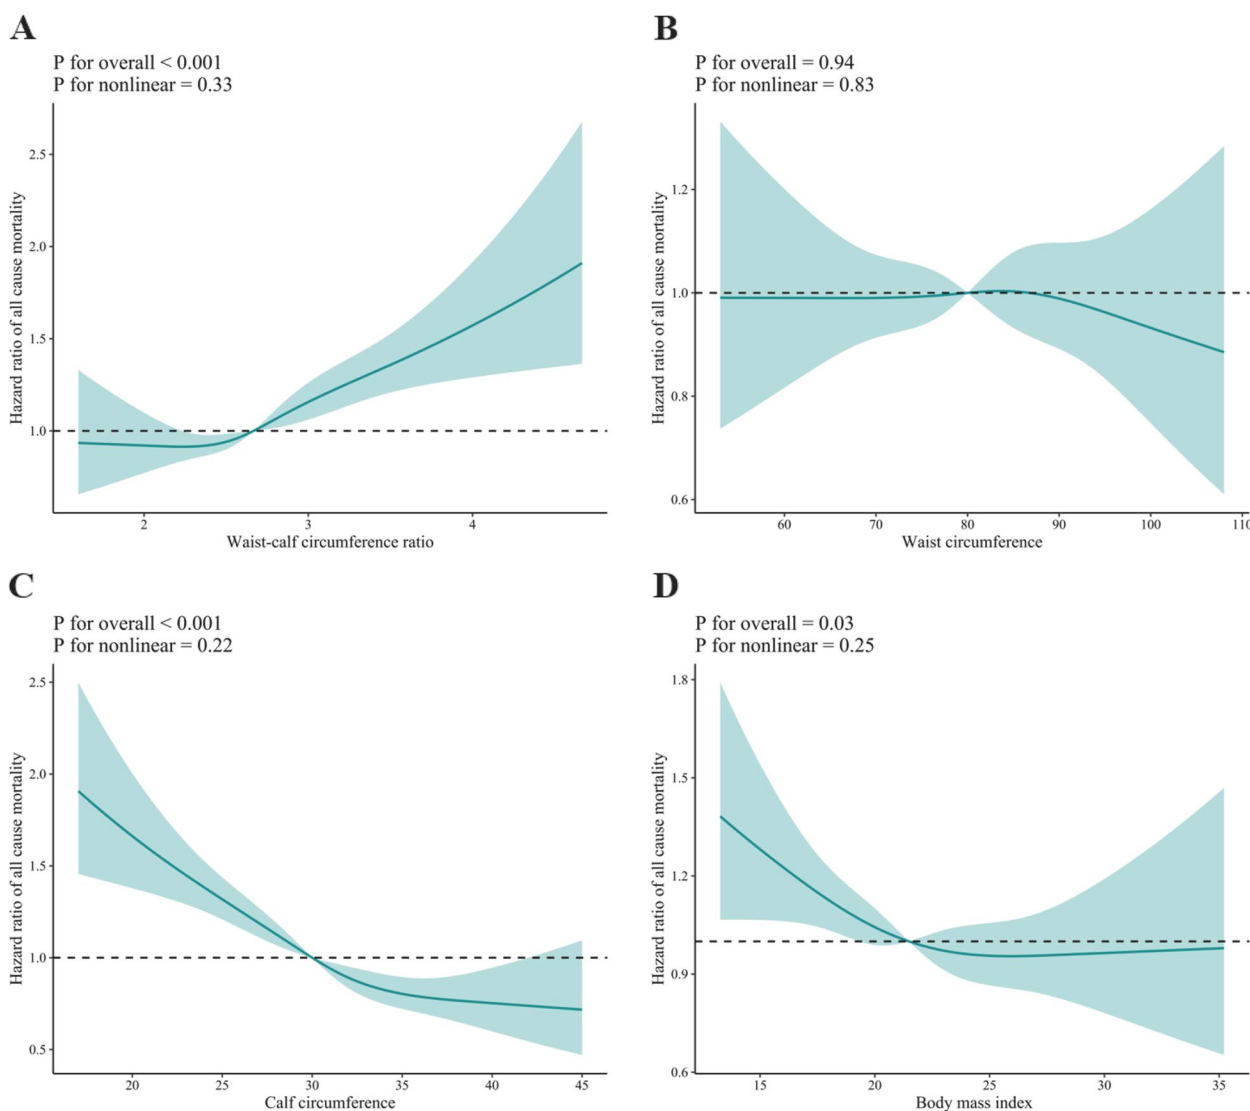 A
P for overall < 0.001
P for nonlinear = 0.33
Hazard ratio of all cause mortality
2.5
2.0
1.5
1.0
2 3 4
Waist-calf circumference ratio
B
P for overall = 0.94
P for nonlinear = 0.83
Hazard ratio of all cause mortality
1.2
1.0
0.8
0.6
60 70 80 90 100 110
Waist circumference
C
P for overall < 0.001
P for nonlinear = 0.22
Hazard ratio of all cause mortality
2.5
2.0
1.5
1.0
0.5
20 25 30 35 40 45
Calf circumference
D
P for overall = 0.03
P for nonlinear = 0.25
Hazard ratio of all cause mortality
1.8
1.5
1.2
0.9
0.6
15 20 25 30 35
Body mass index